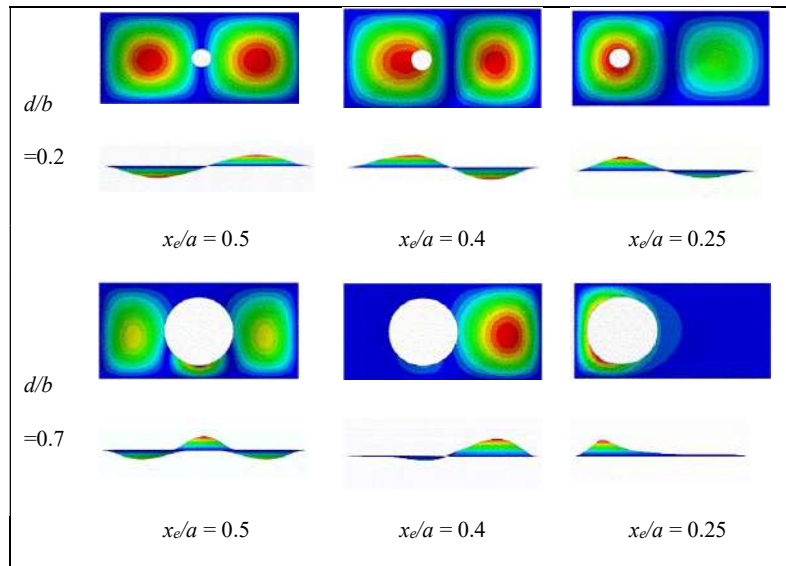 d/b
=0.2
xₑ/a = 0.5 xₑ/a = 0.4 xₑ/a = 0.25
d/b
=0.7
xₑ/a = 0.5 xₑ/a = 0.4 xₑ/a = 0.25